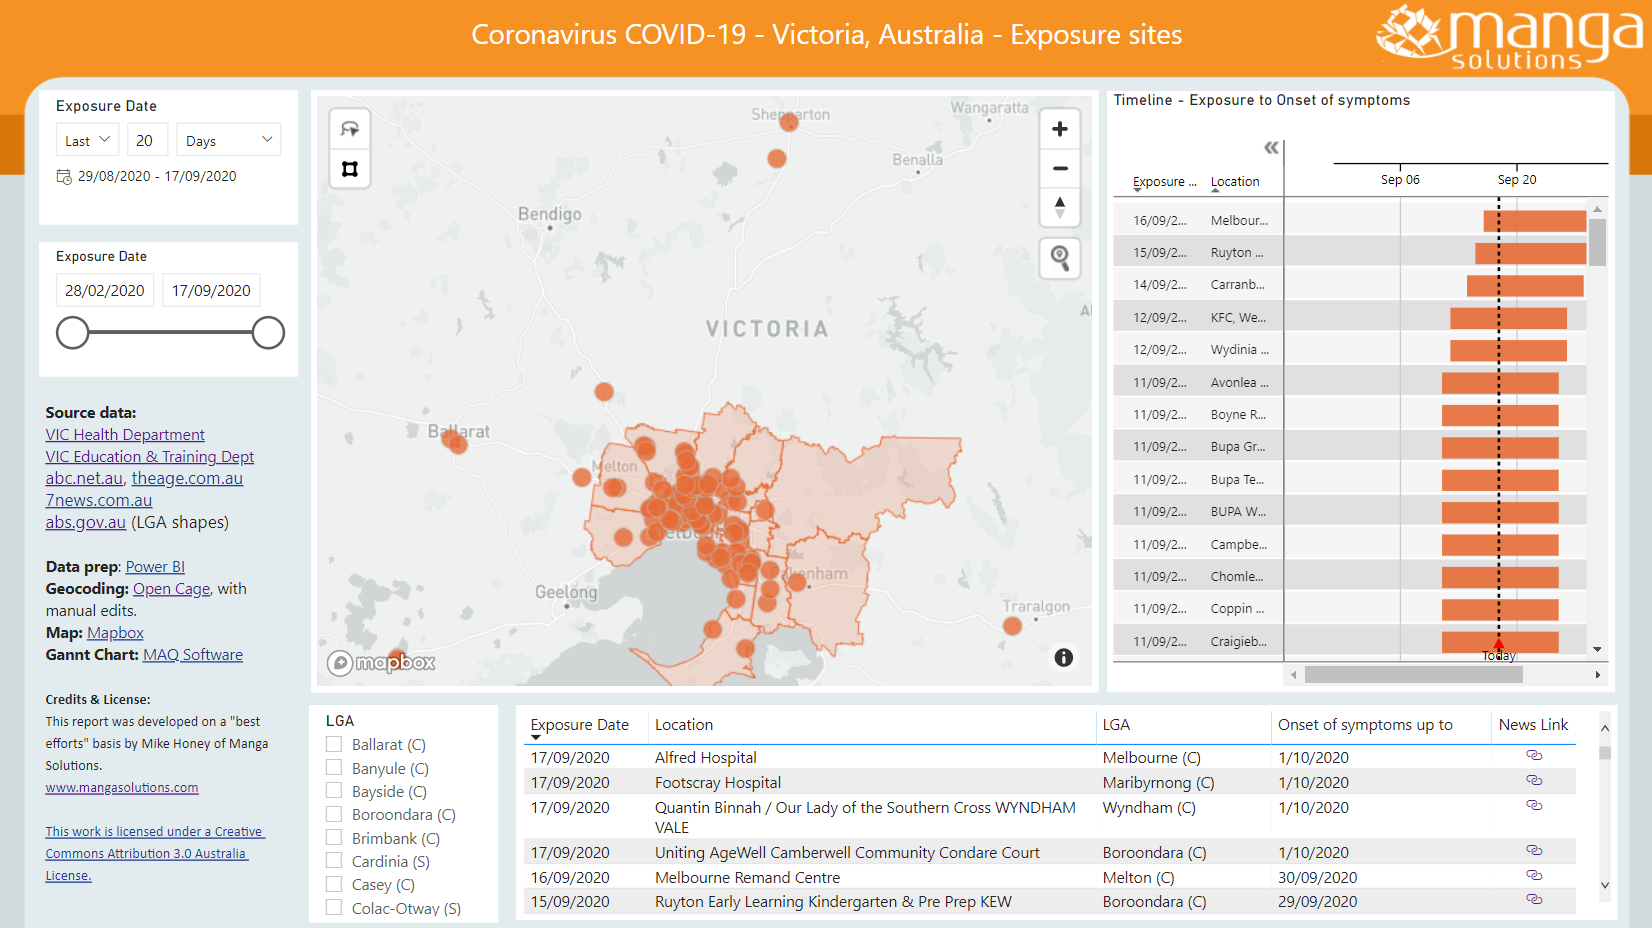 Coronavirus COVID-19 - Victoria, Australia - Exposure sites
manga
solutions
Exposure Date
Last
20
Days
29/08/2020 - 17/09/2020
Exposure Date
28/02/2020
17/09/2020
Source data:
VIC Health Department
VIC Education & Training Dept
abc.net.au, theage.com.au
7news.com.au
abs.gov.au (LGA shapes)
Data prep: Power BI
Geocoding: Open Cage, with
manual edits.
Map: Mapbox
Gannt Chart: MAQ Software
Credits & License:
This report was developed on a "best
efforts" basis by Mike Honey of Manga
Solutions.
www.mangasolutions.com
This work is licensed under a Creative
Commons Attribution 3.0 Australia
License.
Shepparton
Wangaratta
Benalla
Bendigo
VICTORIA
Ballarat
Melton
Pakenham
Geelong
Traralgon
mapbox
Timeline - Exposure to Onset of symptoms
Sep 06
Sep 20
Exposure ...
Location
16/09/2... Melbour...
15/09/2... Ruyton ...
14/09/2... Carranb...
12/09/2... KFC, We...
12/09/2... Wydinia ...
11/09/2... Avonlea ...
11/09/2... Boyne R...
11/09/2... Bupa Gr...
11/09/2... Bupa Te...
11/09/2... BUPA W...
11/09/2... Campbe...
11/09/2... Chomle...
11/09/2... Coppin ...
11/09/2... Craigieb...
Today
LGA
Ballarat (C)
Banyule (C)
Bayside (C)
Boroondara (C)
Brimbank (C)
Cardinia (S)
Casey (C)
Colac-Otway (S)
Exposure Date Location LGA Onset of symptoms up to News Link
17/09/2020 Alfred Hospital Melbourne (C) 1/10/2020
17/09/2020 Footscray Hospital Maribyrnong (C) 1/10/2020
17/09/2020 Quantin Binnah / Our Lady of the Southern Cross WYNDHAM Wyndham (C) 1/10/2020
VALE
17/09/2020 Uniting AgeWell Camberwell Community Condare Court Boroondara (C) 1/10/2020
16/09/2020 Melbourne Remand Centre Melton (C) 30/09/2020
15/09/2020 Ruyton Early Learning Kindergarten & Pre Prep KEW Boroondara (C) 29/09/2020